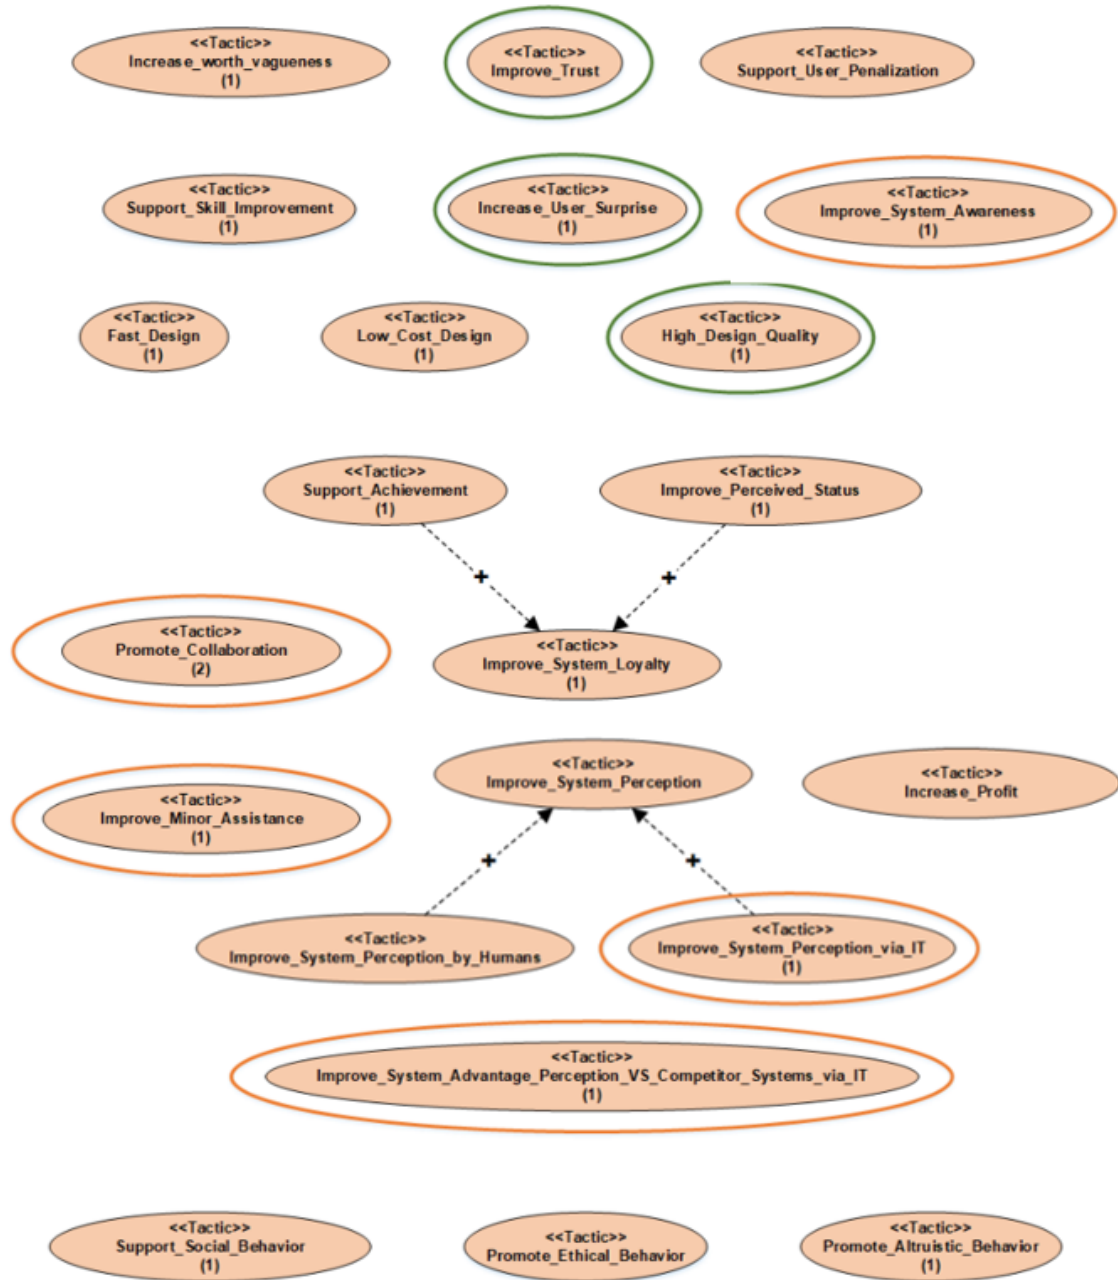 <<Tactic>>
Increase_worth_vagueness
(1)
<<Tactic>>
Improve_Trust
<<Tactic>>
Support_User_Penalization
<<Tactic>>
Support_Skill_Improvement
(1)
<<Tactic>>
Increase_User_Surprise
(1)
<<Tactic>>
Improve_System_Awareness
(1)
<<Tactic>>
Fast_Design
(1)
<<Tactic>>
Low_Cost_Design
(1)
<<Tactic>>
High_Design_Quality
(1)
<<Tactic>>
Support_Achievement
(1)
<<Tactic>>
Improve_Perceived_Status
(1)
+
+
<<Tactic>>
Promote_Collaboration
(2)
<<Tactic>>
Improve_System_Loyalty
(1)
<<Tactic>>
Improve_System_Perception
<<Tactic>>
Increase_Profit
<<Tactic>>
Improve_Minor_Assistance
(1)
+
+
<<Tactic>>
Improve_System_Perception_by_Humans
<<Tactic>>
Improve_System_Perception_via_IT
(1)
<<Tactic>>
Improve_System_Advantage_Perception_VS_Competitor_Systems_via_IT
(1)
<<Tactic>>
Support_Social_Behavior
(1)
<<Tactic>>
Promote_Ethical_Behavior
<<Tactic>>
Promote_Altruistic_Behavior
(1)